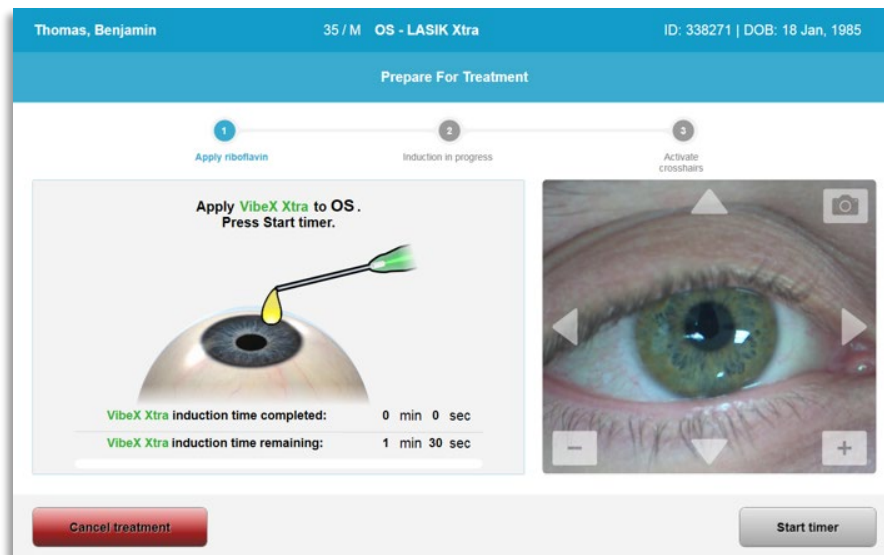 Thomas, Benjamin 35 / M OS - LASIK Xtra ID: 338271 | DOB: 18 Jan, 1985
Prepare For Treatment
1 2 3
Apply riboflavin Induction in progress Activate
crosshairs
Apply VibeX Xtra to OS .
Press Start timer.
VibeX Xtra induction time completed: 0 min 0 sec
VibeX Xtra induction time remaining: 1 min 30 sec
− +
Cancel treatment Start timer